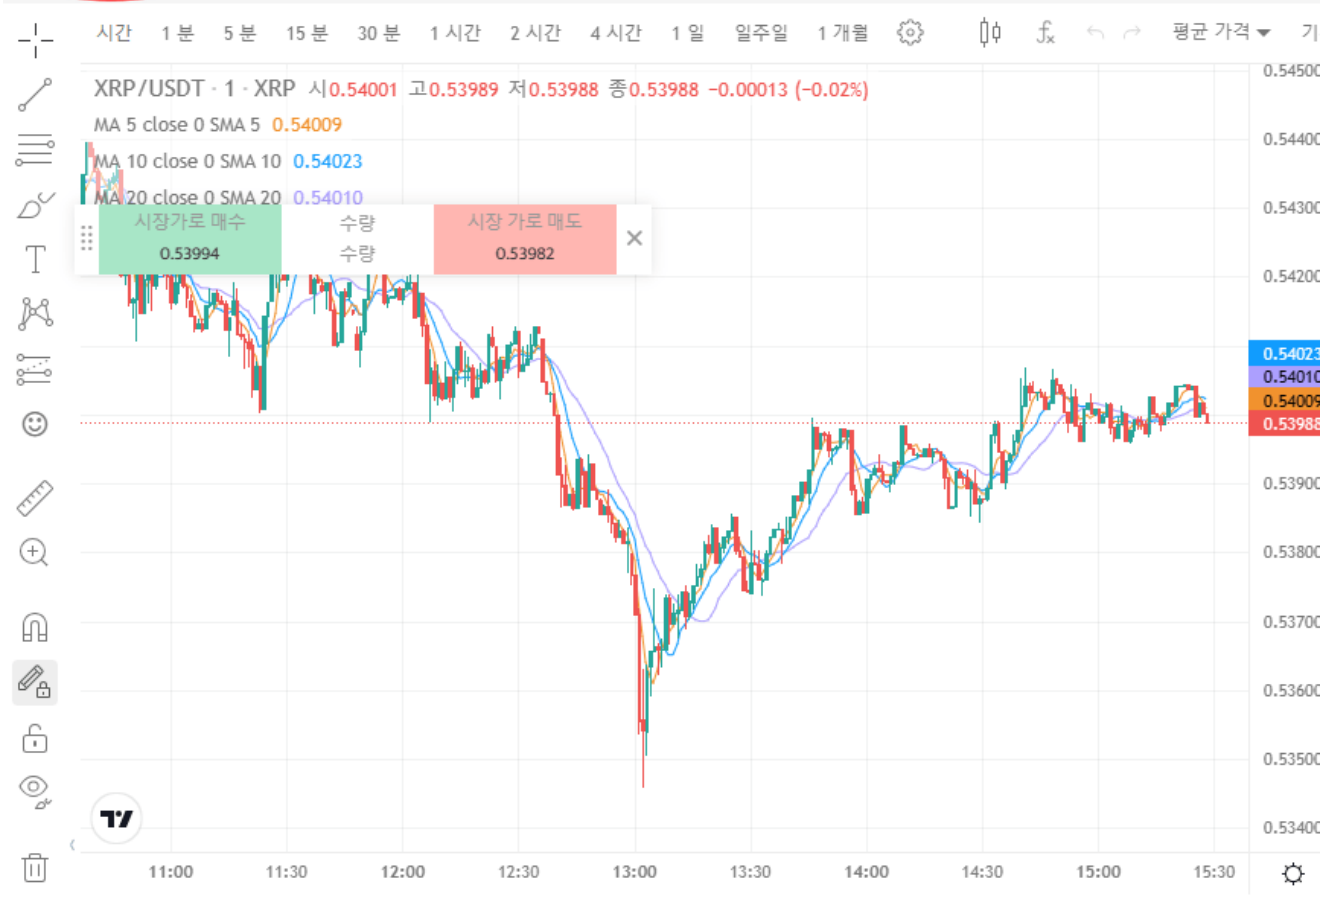 시간 1 분 5 분 15 분 30 분 1 시간 2 시간 4 시간 1 일 일주일 1 개월 fx 평균 가격 기
XRP/USDT · 1 · XRP 시0.54001 고0.53989 저0.53988 종0.53988 −0.00013 (−0.02%)
MA 5 close 0 SMA 5 0.54009
MA 10 close 0 SMA 10 0.54023
MA 20 close 0 SMA 20 0.54010
시장가로 매수 수량 시장 가로 매도
0.53994 수량 0.53982
0.54500
0.54400
0.54300
0.54200
0.54023
0.54010
0.54009
0.53988
0.53900
0.53800
0.53700
0.53600
0.53500
0.53400
11:00 11:30 12:00 12:30 13:00 13:30 14:00 14:30 15:00 15:30